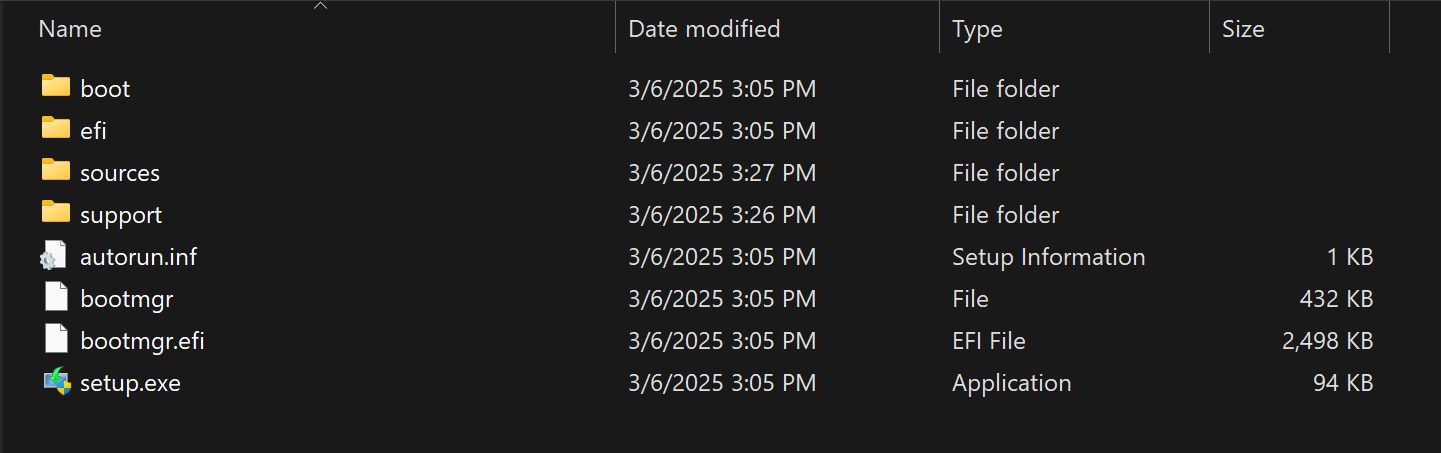 Name Date modified Type Size
boot 3/6/2025 3:05 PM File folder
efi 3/6/2025 3:05 PM File folder
sources 3/6/2025 3:27 PM File folder
support 3/6/2025 3:26 PM File folder
autorun.inf 3/6/2025 3:05 PM Setup Information 1 KB
bootmgr 3/6/2025 3:05 PM File 432 KB
bootmgr.efi 3/6/2025 3:05 PM EFI File 2,498 KB
setup.exe 3/6/2025 3:05 PM Application 94 KB